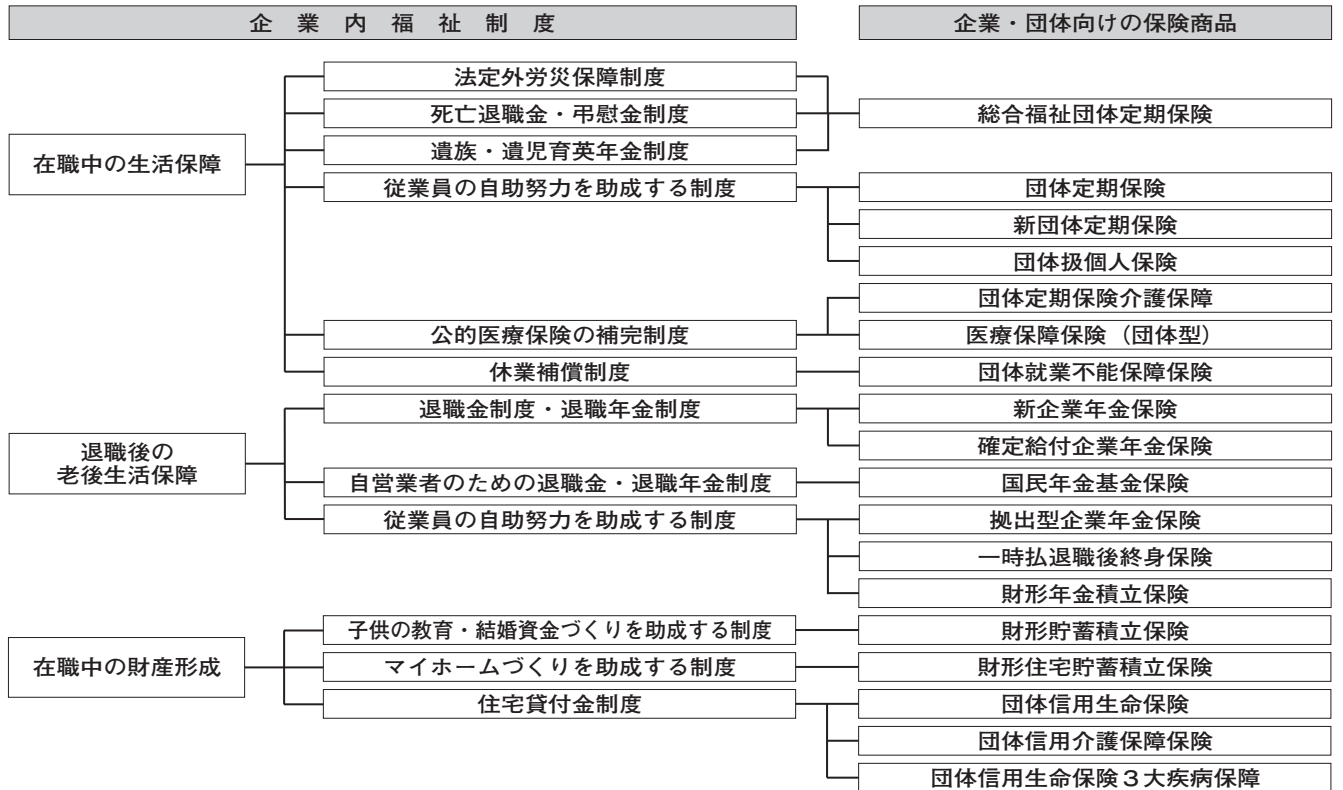 企業内福祉制度
企業・団体向けの保険商品
在職中の生活保障
法定外労災保障制度
死亡退職金・弔慰金制度
遺族・遺児育英年金制度
総合福祉団体定期保険
従業員の自助努力を助成する制度
団体定期保険
新団体定期保険
団体扱個人保険
公的医療保険の補完制度
団体定期保険介護保障
医療保障保険（団体型）
休業補償制度
団体就業不能保障保険
退職後の
老後生活保障
退職金制度・退職年金制度
新企業年金保険
確定給付企業年金保険
自営業者のための退職金・退職年金制度
国民年金基金保険
従業員の自助努力を助成する制度
拠出型企業年金保険
一時払退職後終身保険
財形年金積立保険
在職中の財産形成
子供の教育・結婚資金づくりを助成する制度
財形貯蓄積立保険
マイホームづくりを助成する制度
財形住宅貯蓄積立保険
住宅貸付金制度
団体信用生命保険
団体信用介護保障保険
団体信用生命保険３大疾病保障